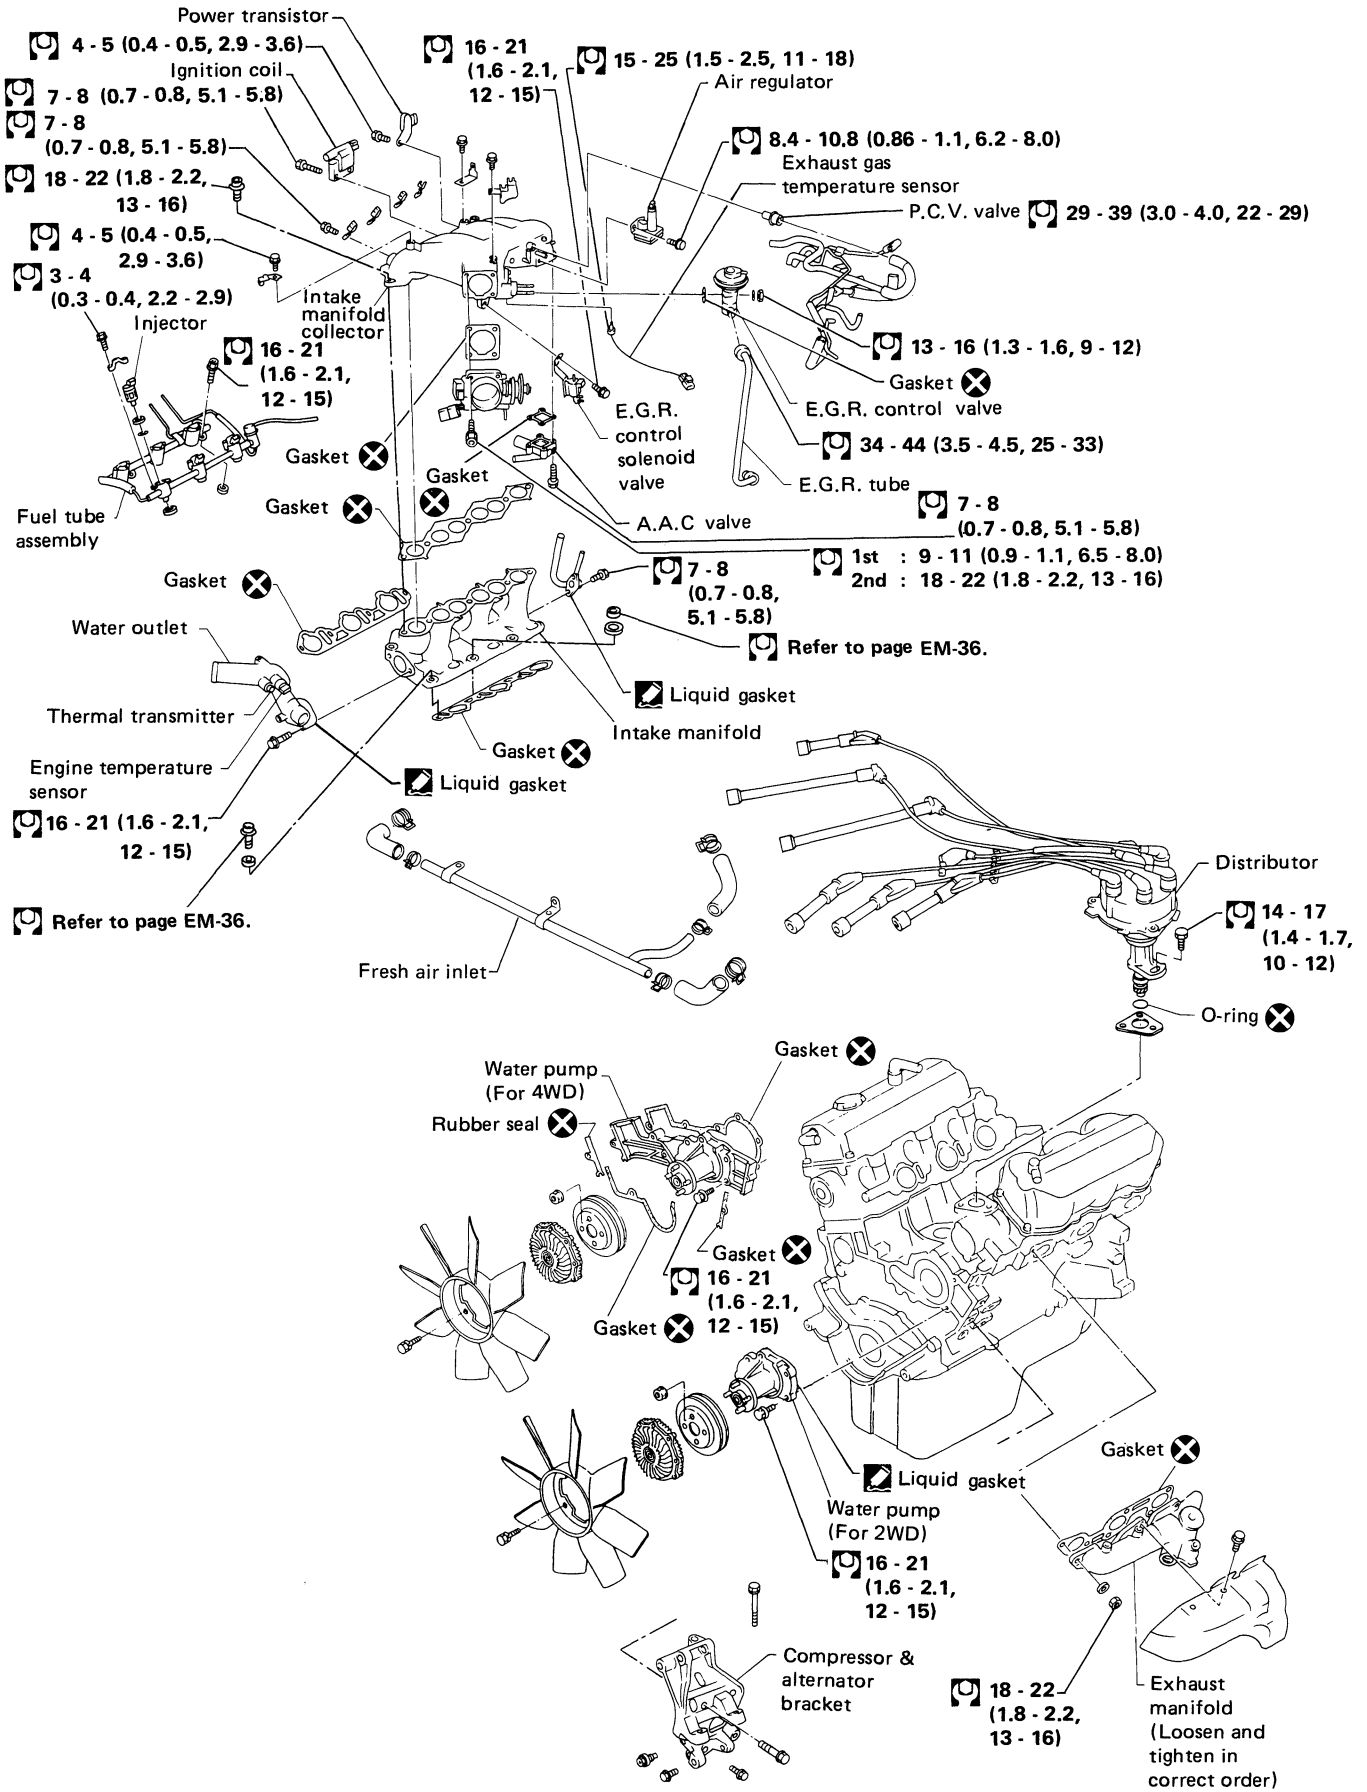 Power transistor
4 - 5 (0.4 - 0.5, 2.9 - 3.6)
Ignition coil
7 - 8 (0.7 - 0.8, 5.1 - 5.8)
7 - 8
(0.7 - 0.8, 5.1 - 5.8)
18 - 22 (1.8 - 2.2,
13 - 16)
4 - 5 (0.4 - 0.5,
2.9 - 3.6)
3 - 4
(0.3 - 0.4, 2.2 - 2.9)
Injector
16 - 21
(1.6 - 2.1,
12 - 15)
Intake
manifold
collector
16 - 21
(1.6 - 2.1,
12 - 15)
15 - 25 (1.5 - 2.5, 11 - 18)
Air regulator
8.4 - 10.8 (0.86 - 1.1, 6.2 - 8.0)
Exhaust gas
temperature sensor
P.C.V. valve
29 - 39 (3.0 - 4.0, 22 - 29)
13 - 16 (1.3 - 1.6, 9 - 12)
Gasket
E.G.R. control valve
34 - 44 (3.5 - 4.5, 25 - 33)
E.G.R. tube
E.G.R.
control
solenoid
valve
Gasket
Gasket
Gasket
A.A.C valve
7 - 8
(0.7 - 0.8, 5.1 - 5.8)
1st : 9 - 11 (0.9 - 1.1, 6.5 - 8.0)
2nd : 18 - 22 (1.8 - 2.2, 13 - 16)
Fuel tube
assembly
Gasket
7 - 8
(0.7 - 0.8,
5.1 - 5.8)
Refer to page EM-36.
Water outlet
Liquid gasket
Thermal transmitter
Intake manifold
Gasket
Engine temperature
sensor
Liquid gasket
16 - 21 (1.6 - 2.1,
12 - 15)
Refer to page EM-36.
Fresh air inlet
Distributor
14 - 17
(1.4 - 1.7,
10 - 12)
O-ring
Gasket
Water pump
(For 4WD)
Rubber seal
Gasket
16 - 21
(1.6 - 2.1,
12 - 15)
Gasket
Gasket
Liquid gasket
Water pump
(For 2WD)
16 - 21
(1.6 - 2.1,
12 - 15)
Compressor &
alternator
bracket
18 - 22
(1.8 - 2.2,
13 - 16)
Exhaust
manifold
(Loosen and
tighten in
correct order)